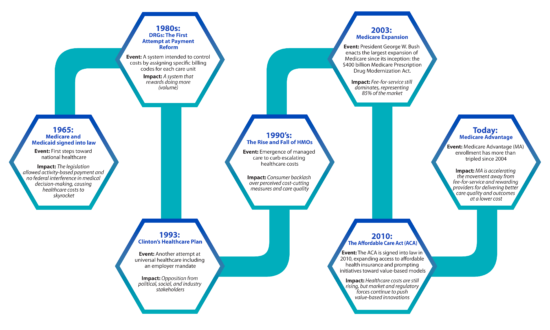 1965:
Medicare and
Medicaid signed into law
Event: First steps toward
national healthcare
Impact: The legislation
allowed activity-based payment and
no federal interference in medical
decision-making, causing
healthcare costs to
skyrocket
1980s:
DRGs: The First
Attempt at Payment
Reform
Event: A system intended to control
costs by assigning specific billing
codes for each care unit
Impact: A system that
rewards doing more
(volume)
1993:
Clinton's Healthcare Plan
Event: Another attempt at
universal healthcare including
an employer mandate
Impact: Opposition from
political, social, and industry
stakeholders
1990's:
The Rise and Fall of HMOs
Event: Emergence of managed
care to curb escalating
healthcare costs
Impact: Consumer backlash
over perceived cost-cutting
measures and care quality
2003:
Medicare Expansion
Event: President George W. Bush
enacts the largest expansion of
Medicare since its inception: the
$400 billion Medicare Prescription
Drug Modernization Act.
Impact: Fee-for-service still
dominates, representing
85% of the market
2010:
The Affordable Care Act (ACA)
Event: The ACA is signed into law in
2010, expanding access to affordable
health insurance and prompting
initiatives toward value-based models
Impact: Healthcare costs are still
rising, but market and regulatory
forces continue to push
value-based innovations
Today:
Medicare Advantage
Event: Medicare Advantage (MA)
enrollment has more than
tripled since 2004
Impact: MA is accelerating
the movement away from
fee-for-service and rewarding
providers for delivering better
care quality and outcomes
at a lower cost